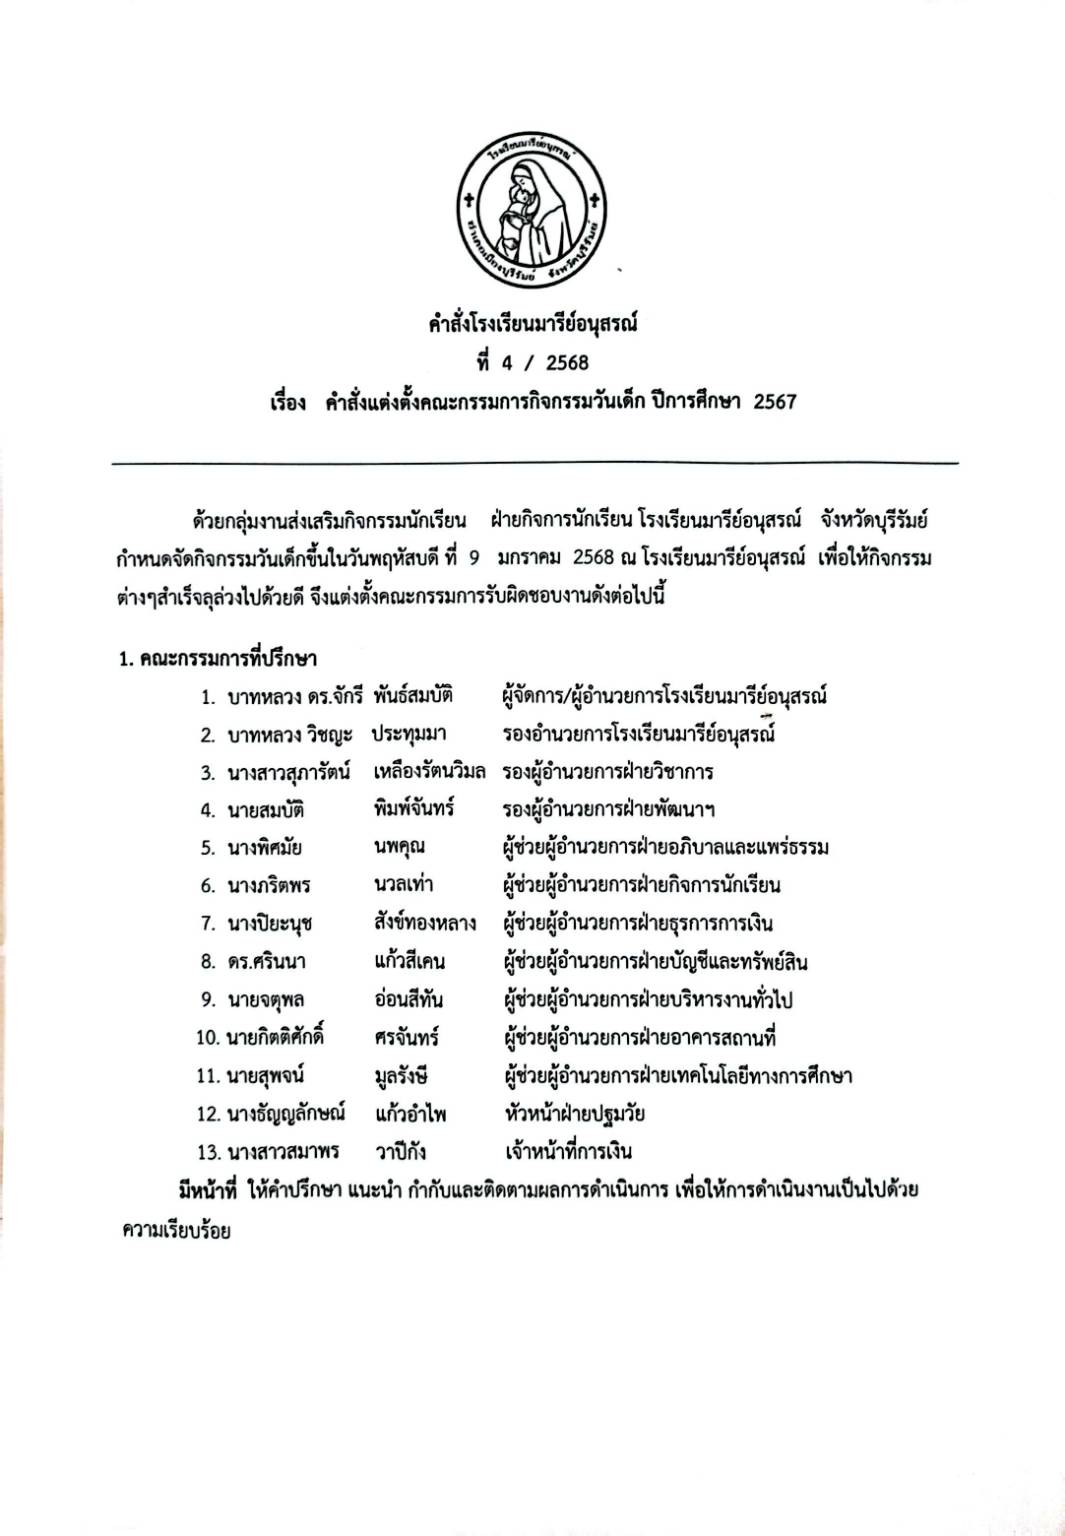 โรงเรียนมารีย์อนุสรณ์
อำเภอเมืองบุรีรัมย์ จังหวัดบุรีรัมย์
คำสั่งโรงเรียนมารีย์อนุสรณ์
ที่ 4 / 2568
เรื่อง คำสั่งแต่งตั้งคณะกรรมการกิจกรรมวันเด็ก ปีการศึกษา 2567
ด้วยกลุ่มงานส่งเสริมกิจกรรมนักเรียน ฝ่ายกิจการนักเรียน โรงเรียนมารีย์อนุสรณ์ จังหวัดบุรีรัมย์
กำหนดจัดกิจกรรมวันเด็กขึ้นในวันพฤหัสบดี ที่ 9 มกราคม 2568 ณ โรงเรียนมารีย์อนุสรณ์ เพื่อให้กิจกรรม
ต่างๆสำเร็จลุล่วงไปด้วยดี จึงแต่งตั้งคณะกรรมการรับผิดชอบงานดังต่อไปนี้
1. คณะกรรมการที่ปรึกษา
1. บาทหลวง ดร.จักรี พันธ์สมบัติ ผู้จัดการ/ผู้อำนวยการโรงเรียนมารีย์อนุสรณ์
2. บาทหลวง วิชญะ ประทุมมา รองอำนวยการโรงเรียนมารีย์อนุสรณ์
3. นางสาวสุภารัตน์ เหลืองรัตนวิมล รองผู้อำนวยการฝ่ายวิชาการ
4. นายสมบัติ พิมพ์จันทร์ รองผู้อำนวยการฝ่ายพัฒนาฯ
5. นางพิศมัย นพคุณ ผู้ช่วยผู้อำนวยการฝ่ายอภิบาลและแพร่ธรรม
6. นางภริตพร นวลเท่า ผู้ช่วยผู้อำนวยการฝ่ายกิจการนักเรียน
7. นางปิยะนุช สังข์ทองหลาง ผู้ช่วยผู้อำนวยการฝ่ายธุรการการเงิน
8. ดร.ศรินนา แก้วสีเคน ผู้ช่วยผู้อำนวยการฝ่ายบัญชีและทรัพย์สิน
9. นายจตุพล อ่อนสีทัน ผู้ช่วยผู้อำนวยการฝ่ายบริหารงานทั่วไป
10. นายกิตติศักดิ์ ศรจันทร์ ผู้ช่วยผู้อำนวยการฝ่ายอาคารสถานที่
11. นายสุพจน์ มูลรังษี ผู้ช่วยผู้อำนวยการฝ่ายเทคโนโลยีทางการศึกษา
12. นางธัญญลักษณ์ แก้วอำไพ หัวหน้าฝ่ายปฐมวัย
13. นางสาวสมาพร วาปีกัง เจ้าหน้าที่การเงิน
มีหน้าที่ ให้คำปรึกษา แนะนำ กำกับและติดตามผลการดำเนินการ เพื่อให้การดำเนินงานเป็นไปด้วย
ความเรียบร้อย